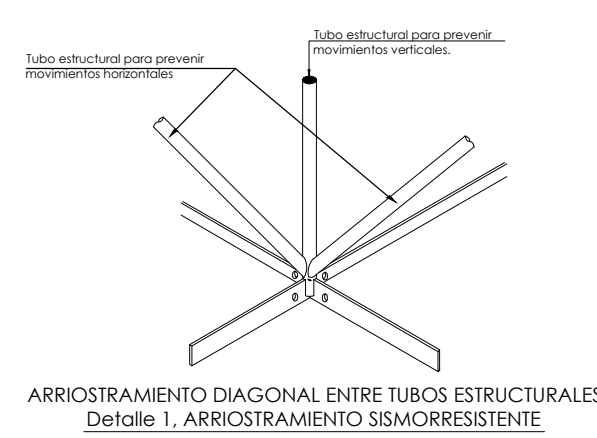 Tubo estructural para prevenir
movimientos verticales.
Tubo estructural para prevenir
movimientos horizontales
ARRIOSTRAMIENTO DIAGONAL ENTRE TUBOS ESTRUCTURALES
Detalle 1, ARRIOSTRAMIENTO SISMORRESISTENTE